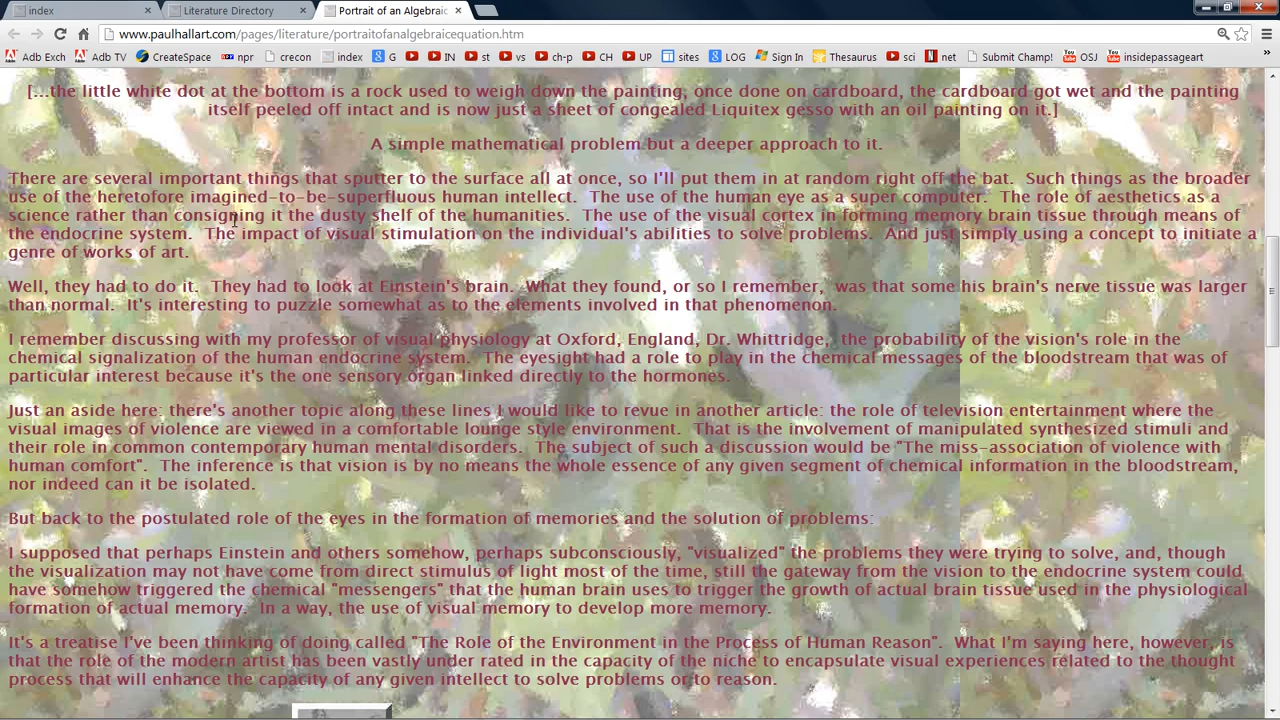 index
Literature Directory
Portrait of an Algebraic
www.paulhallart.com/pages/literature/portraitofanalgebraicequation.htm
Adb Exch Adb TV CreateSpace npr crecon index G IN st vs ch-p CH UP sites LOG Sign In Thesaurus sci net Submit Champ! OSJ insidepassageart »
[...the little white dot at the bottom is a rock used to weigh down the painting, once done on cardboard, the cardboard got wet and the painting
itself peeled off intact and is now just a sheet of congealed Liquitex gesso with an oil painting on it.]
A simple mathematical problem but a deeper approach to it.
There are several important things that sputter to the surface all at once, so I'll put them in at random right off the bat. Such things as the broader
use of the heretofore imagined-to-be-superfluous human intellect. The use of the human eye as a super computer. The role of aesthetics as a
science rather than consigning it the dusty shelf of the humanities. The use of the visual cortex in forming memory brain tissue through means of
the endocrine system. The impact of visual stimulation on the individual's abilities to solve problems. And just simply using a concept to initiate a
genre of works of art.
Well, they had to do it. They had to look at Einstein's brain. What they found, or so I remember, was that some his brain's nerve tissue was larger
than normal. It's interesting to puzzle somewhat as to the elements involved in that phenomenon.
I remember discussing with my professor of visual physiology at Oxford, England, Dr. Whittridge, the probability of the vision's role in the
chemical signalization of the human endocrine system. The eyesight had a role to play in the chemical messages of the bloodstream that was of
particular interest because it's the one sensory organ linked directly to the hormones.
Just an aside here: there's another topic along these lines I would like to revue in another article: the role of television entertainment where the
visual images of violence are viewed in a comfortable lounge style environment. That is the involvement of manipulated synthesized stimuli and
their role in common contemporary human mental disorders. The subject of such a discussion would be "The miss-association of violence with
human comfort". The inference is that vision is by no means the whole essence of any given segment of chemical information in the bloodstream,
nor indeed can it be isolated.
But back to the postulated role of the eyes in the formation of memories and the solution of problems:
I supposed that perhaps Einstein and others somehow, perhaps subconsciously, "visualized" the problems they were trying to solve, and, though
the visualization may not have come from direct stimulus of light most of the time, still the gateway from the vision to the endocrine system could
have somehow triggered the chemical "messengers" that the human brain uses to trigger the growth of actual brain tissue used in the physiological
formation of actual memory. In a way, the use of visual memory to develop more memory.
It's a treatise I've been thinking of doing called "The Role of the Environment in the Process of Human Reason". What I'm saying here, however, is
that the role of the modern artist has been vastly under rated in the capacity of the niche to encapsulate visual experiences related to the thought
process that will enhance the capacity of any given intellect to solve problems or to reason.